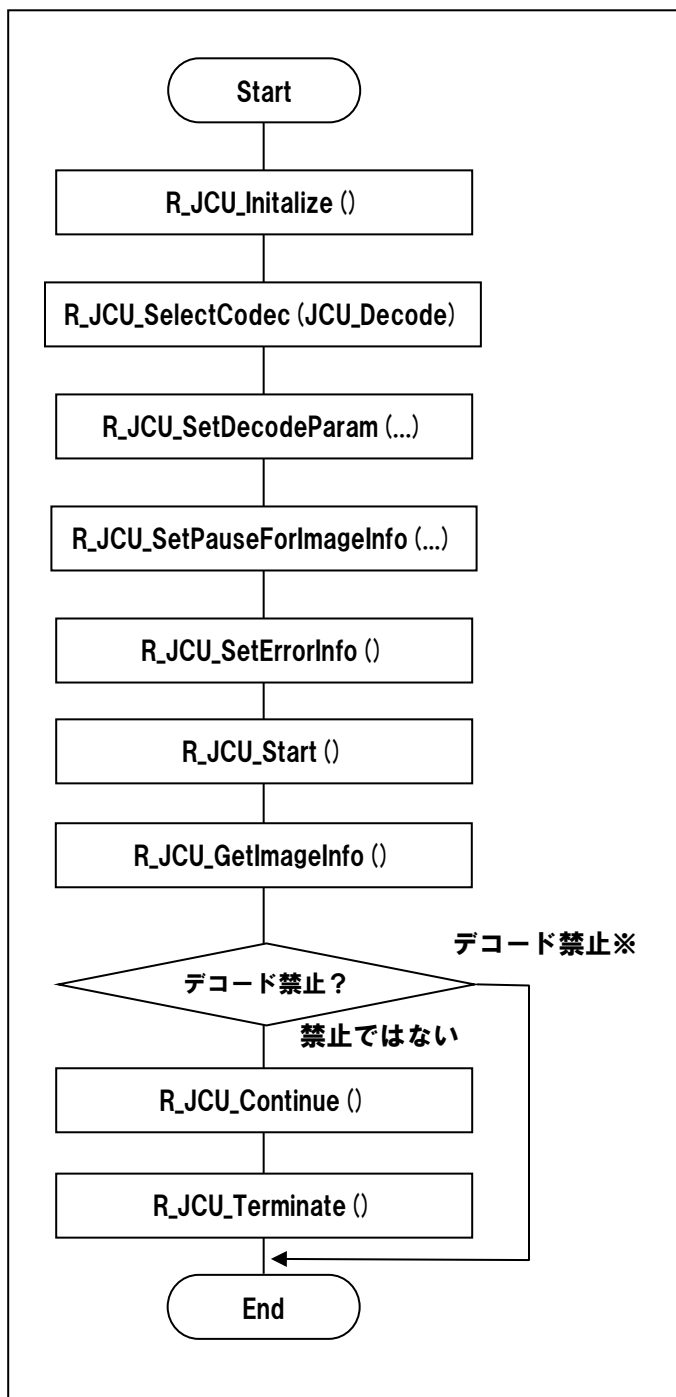 Start
R_JCU_Initalize ()
R_JCU_SelectCodec (JCU_Decode)
R_JCU_SetDecodeParam (...)
R_JCU_SetPauseForImageInfo (...)
R_JCU_SetErrorInfo ()
R_JCU_Start ()
R_JCU_GetImageInfo ()
デコード禁止※
デコード禁止？
禁止ではない
R_JCU_Continue ()
R_JCU_Terminate ()
End